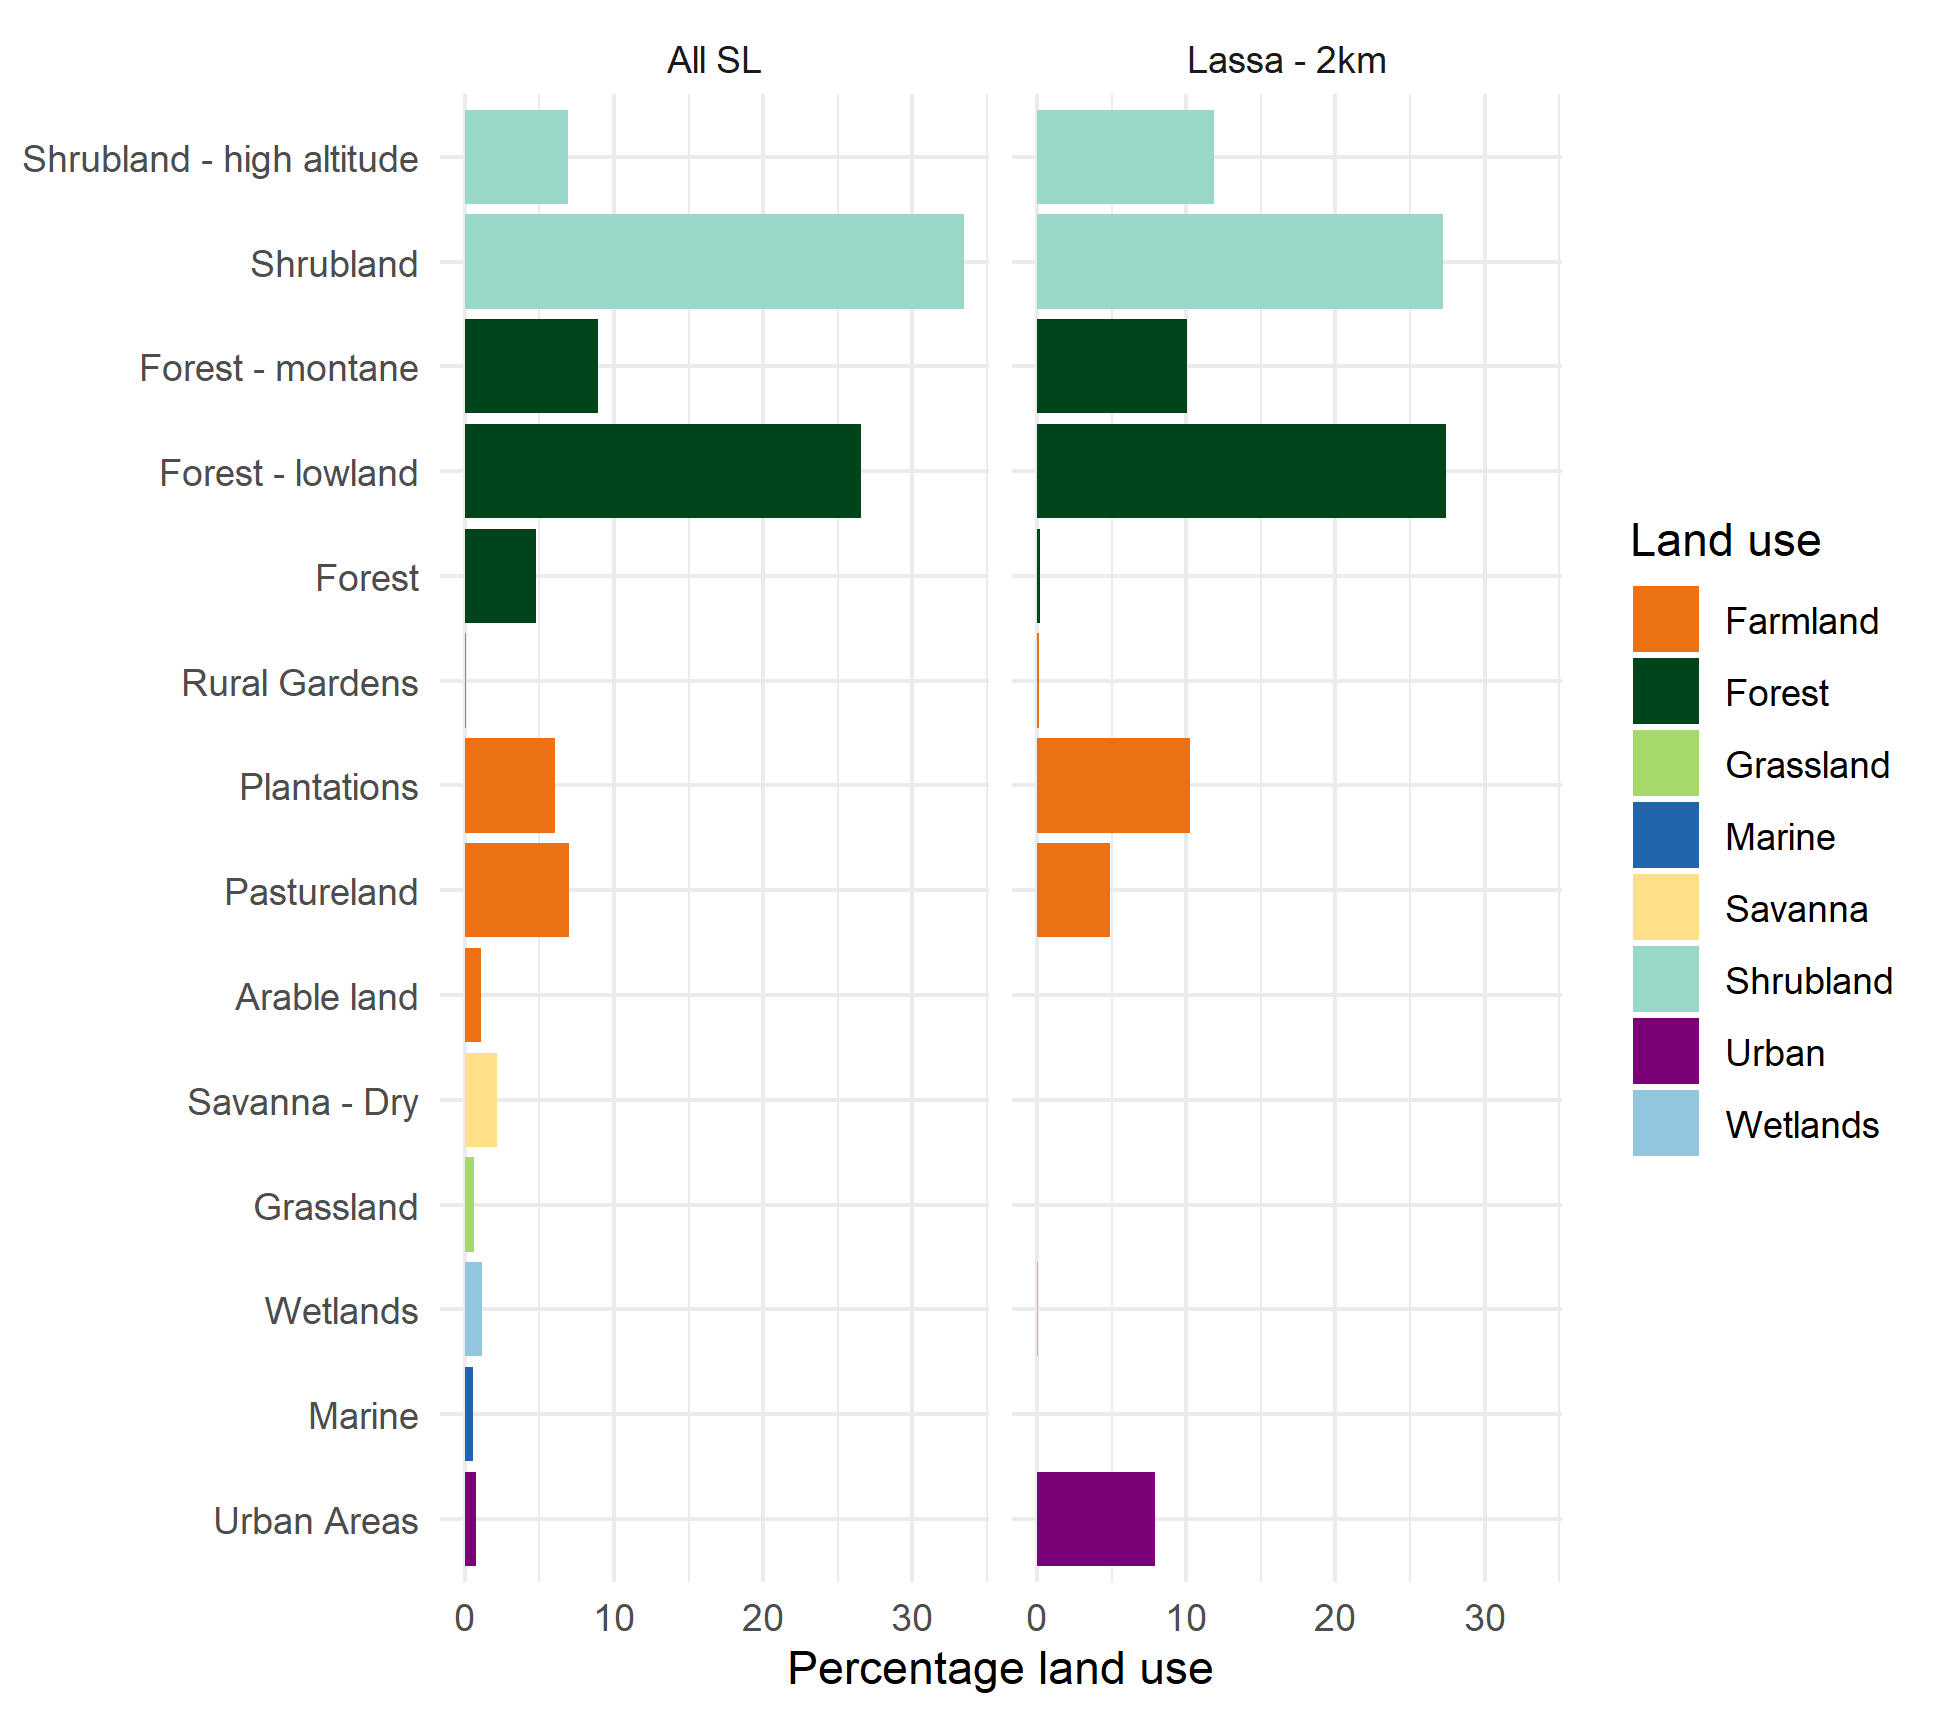 All SL
Lassa - 2km
Shrubland - high altitude
Shrubland
Forest - montane
Forest - lowland
Forest
Rural Gardens
Plantations
Pastureland
Arable land
Savanna - Dry
Grassland
Wetlands
Marine
Urban Areas
0 10 20 30
0 10 20 30
Percentage land use
Land use
Farmland
Forest
Grassland
Marine
Savanna
Shrubland
Urban
Wetlands